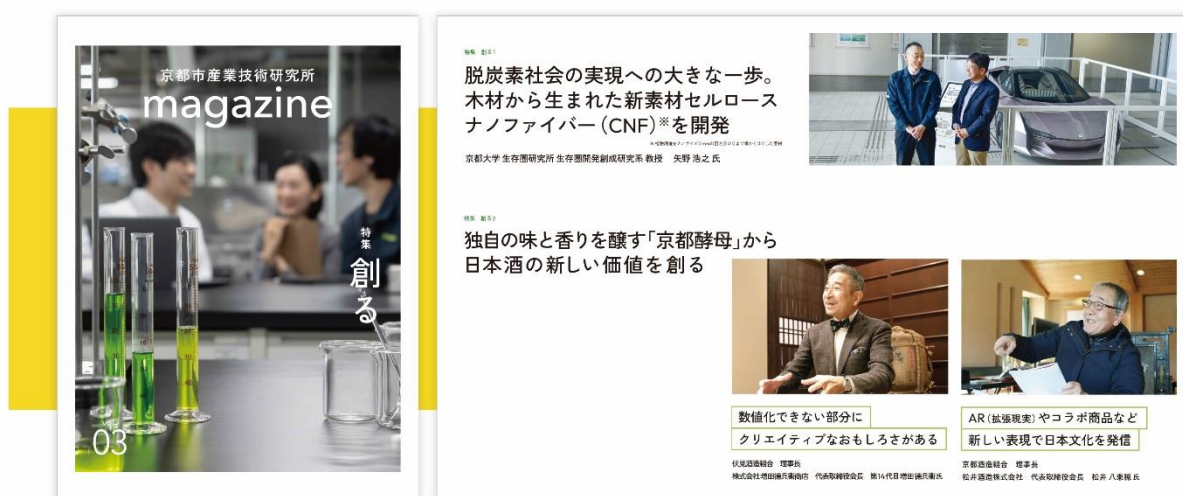 京都市産業技術研究所
magazine
特集
創る
vol.
03
特集 創る1
脱炭素社会の実現への大きな一歩。
木材から生まれた新素材セルロース
ナノファイバー(CNF)※を開発
京都大学 生存圏研究所 生存圏開発創成研究系 教授 矢野 浩之 氏
特集 創る2
独自の味と香りを醸す「京都酵母」から
日本酒の新しい価値を創る
数値化できない部分に
クリエイティブなおもしろさがある
伏見酒造組合 理事長
株式会社増田德兵衞商店 代表取締役会長 第14代目増田德兵衞氏
AR(拡張現実)やコラボ商品など
新しい表現で日本文化を発信
京都酒造組合 理事長
松井酒造株式会社 代表取締役会長 松井 八束穂 氏